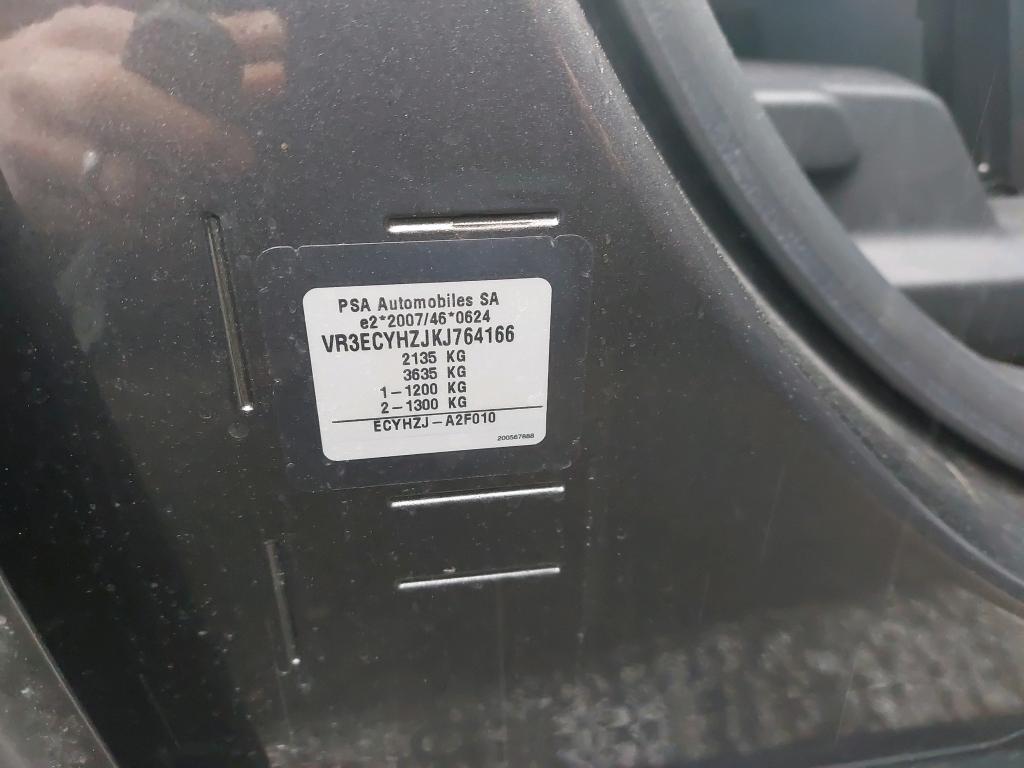 PSA Automobiles SA
e2*2007/46*0624
VR3ECYHZJKJ764166
2135 KG
3635 KG
1-1200 KG
2-1300 KG
ECYHZJ-A2F010
200567888